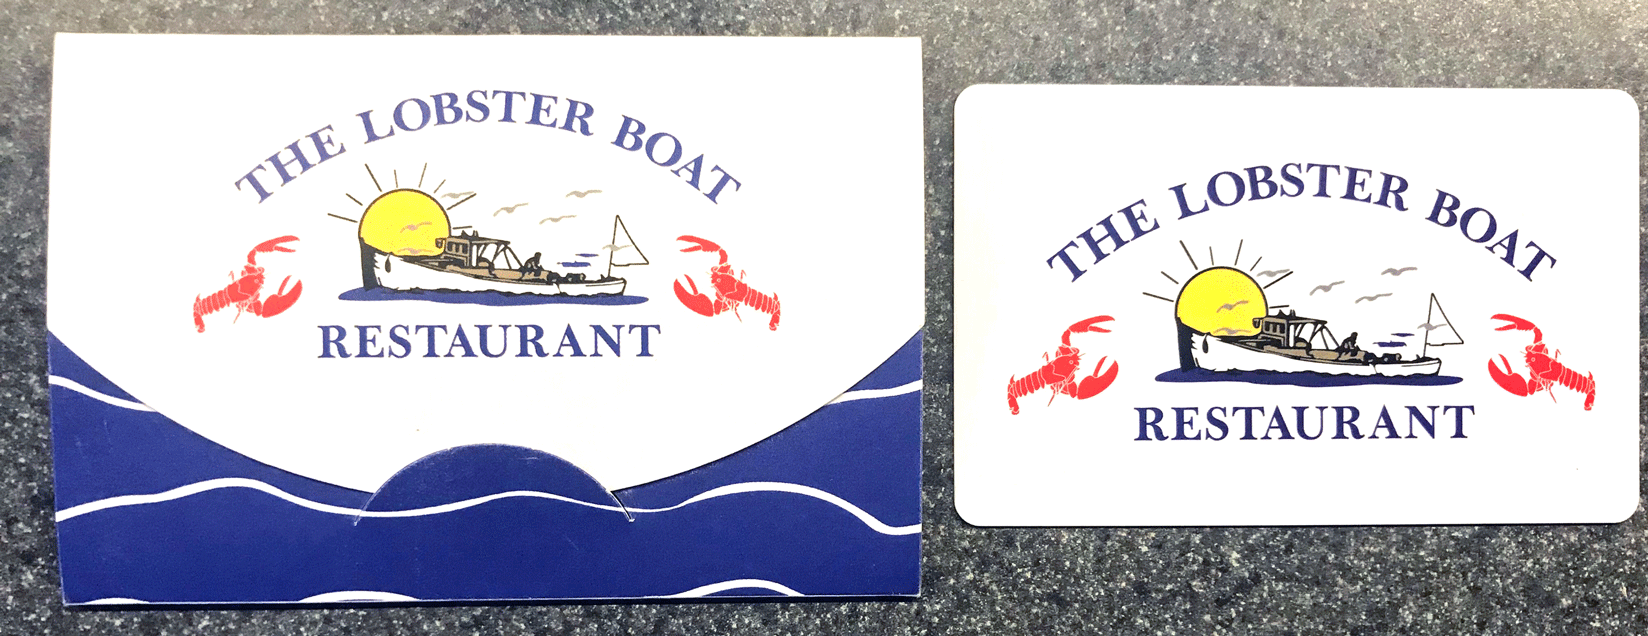 THE LOBSTER BOAT
RESTAURANT
THE LOBSTER BOAT
RESTAURANT